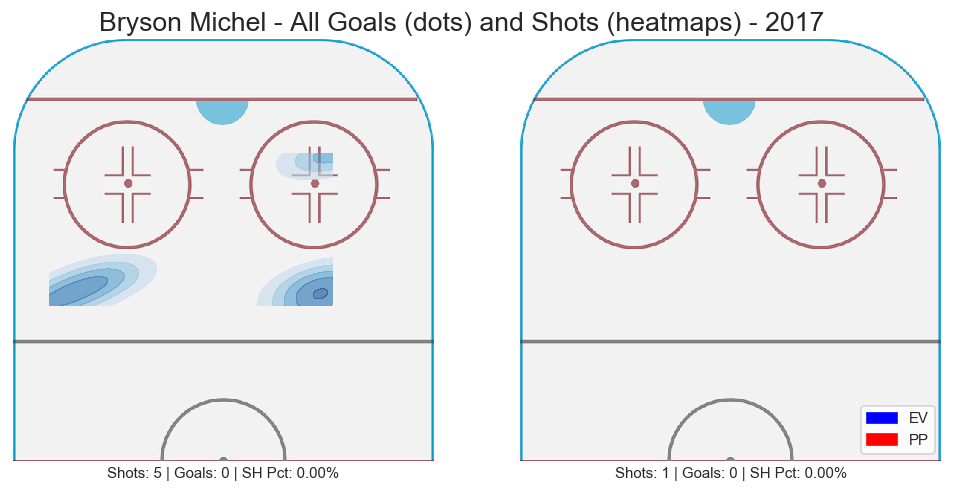 Bryson Michel - All Goals (dots) and Shots (heatmaps) - 2017
EV
PP
Shots: 5 | Goals: 0 | SH Pct: 0.00%
Shots: 1 | Goals: 0 | SH Pct: 0.00%